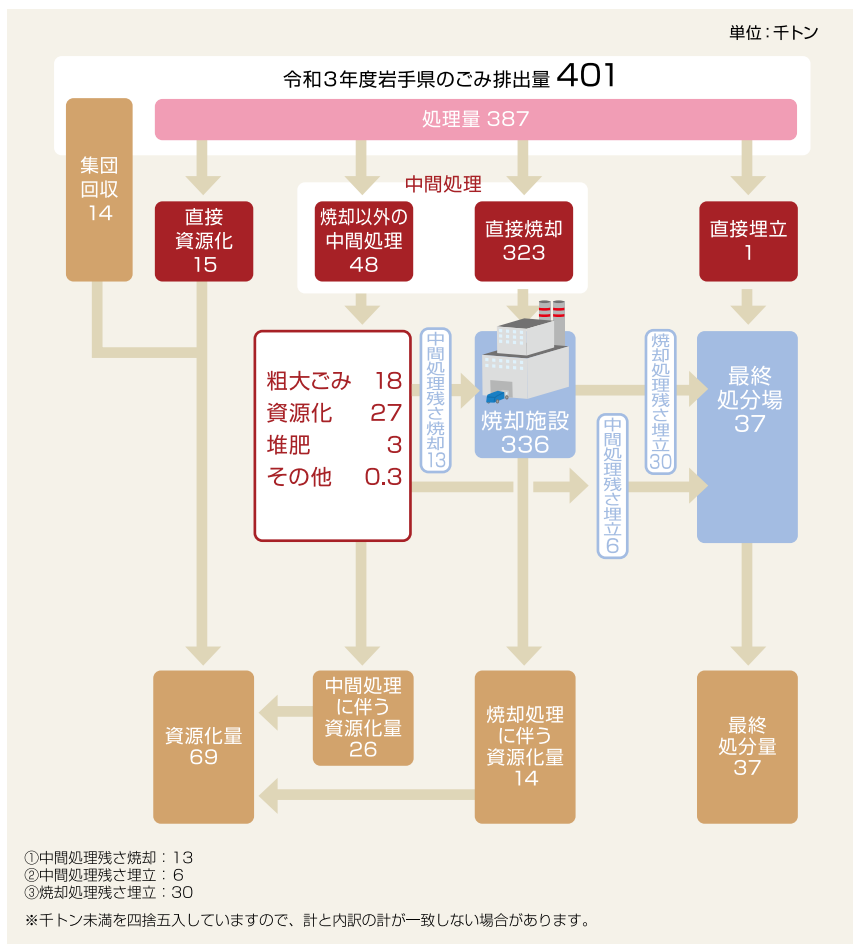 単位：千トン
令和3年度岩手県のごみ排出量 401
処理量 387
集団
回収
14
中間処理
直接
資源化
15
焼却以外の
中間処理
48
直接焼却
323
直接埋立
1
粗大ごみ 18
資源化 27
堆肥 3
その他 0.3
中間処理残さ焼却13
焼却施設
336
焼却処理残さ埋立30
中間処理残さ埋立6
最終
処分場
37
資源化量
69
中間処理
に伴う
資源化量
26
焼却処理
に伴う
資源化量
14
最終
処分量
37
①中間処理残さ焼却：13
②中間処理残さ埋立：6
③焼却処理残さ埋立：30
※千トン未満を四捨五入していますので、計と内訳の計が一致しない場合があります。